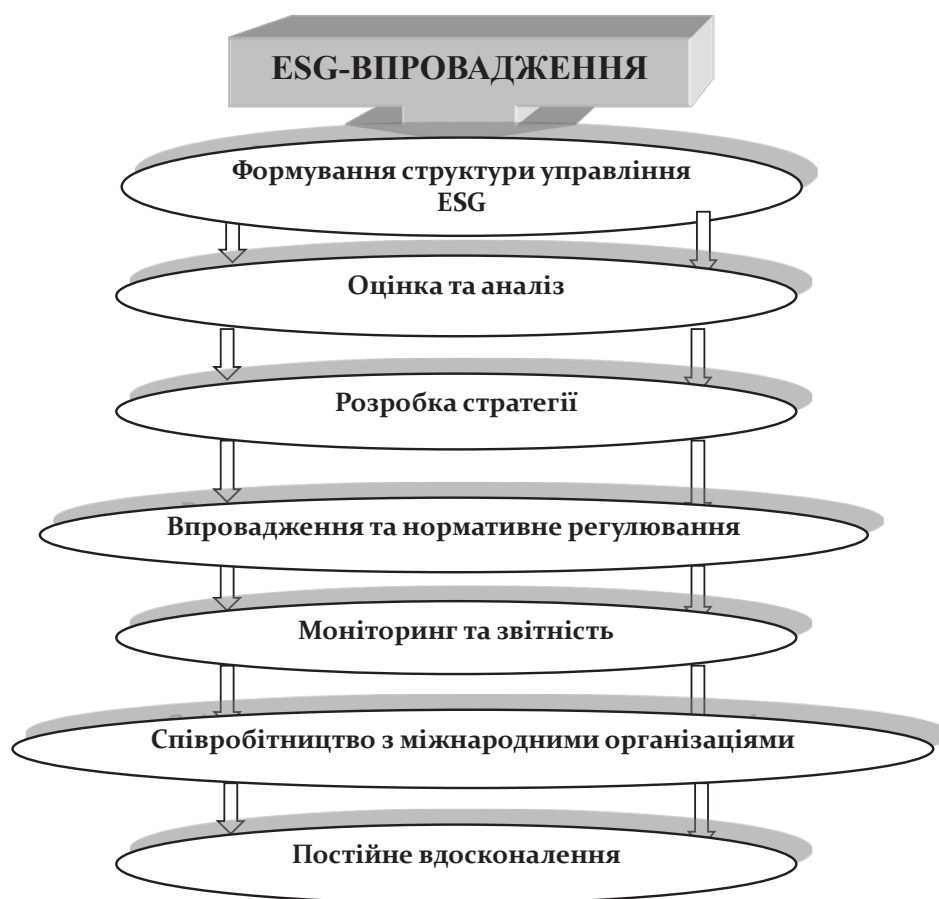 ESG-ВПРОВАДЖЕННЯ
Формування структури управління
ESG
Оцінка та аналіз
Розробка стратегії
Впровадження та нормативне регулювання
Моніторинг та звітність
Співробітництво з міжнародними організаціями
Постійне вдосконалення